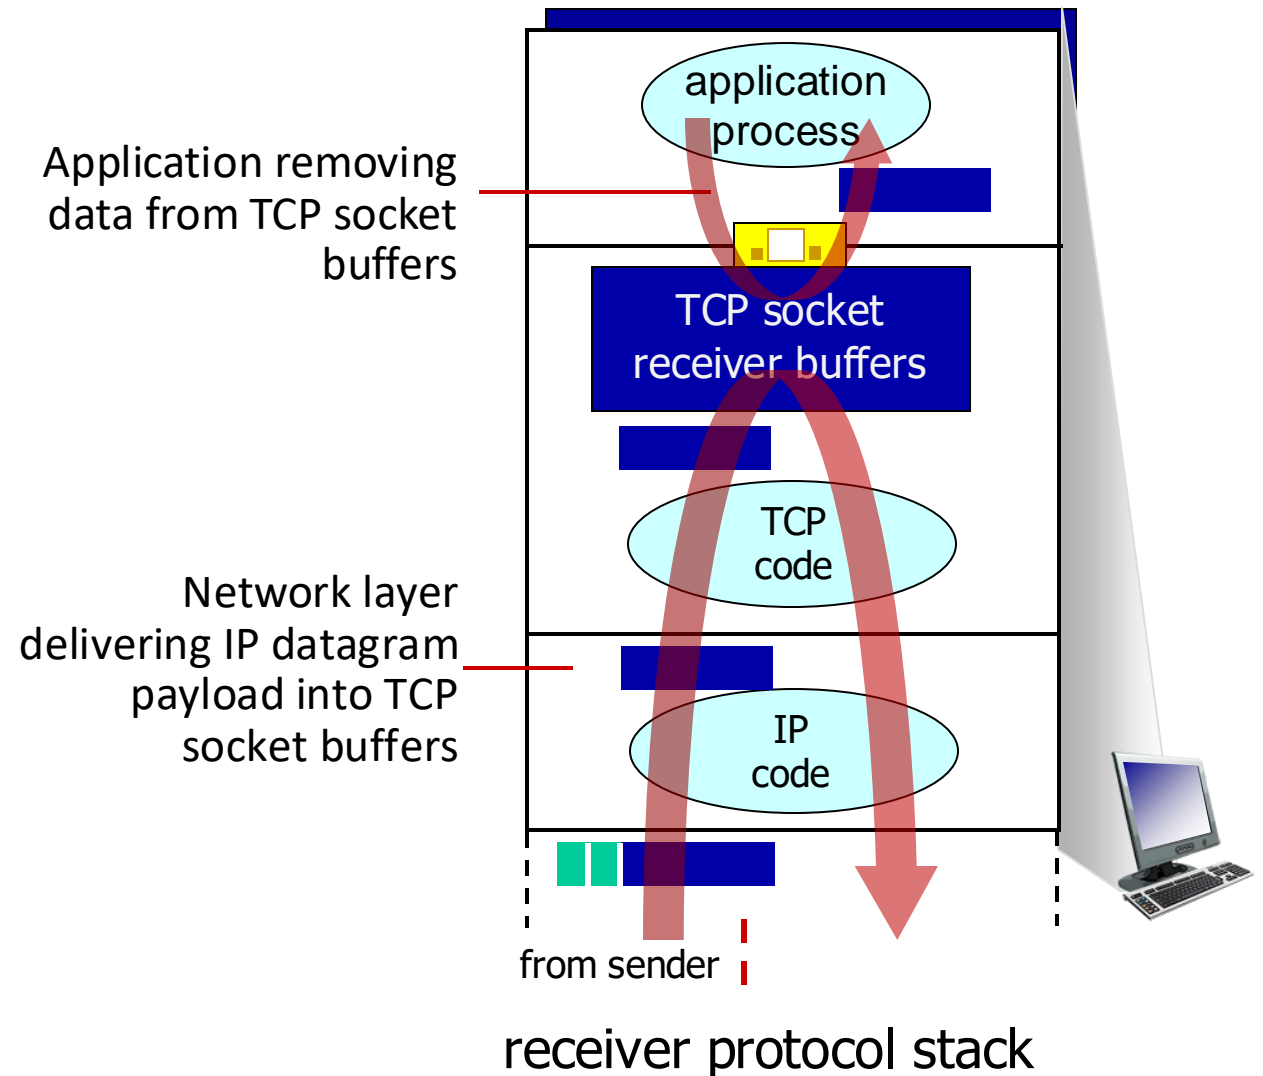 application
process
Application removing
data from TCP socket
buffers
TCP socket
receiver buffers
TCP
code
Network layer
delivering IP datagram
payload into TCP
socket buffers
IP
code
from sender
receiver protocol stack